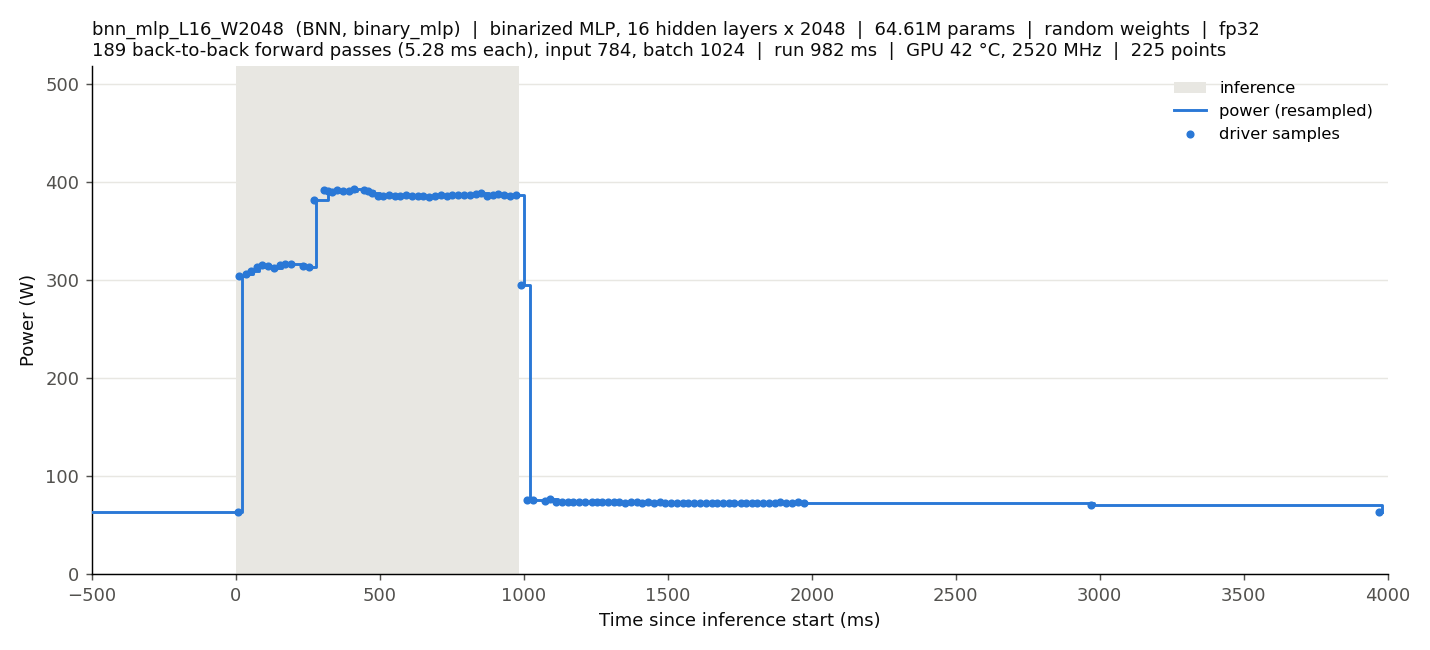 bnn_mlp_L16_W2048  (BNN, binary_mlp)  |  binarized MLP, 16 hidden layers x 2048  |  64.61M params  |  random weights  |  fp32
189 back-to-back forward passes (5.28 ms each), input 784, batch 1024  |  run 982 ms  |  GPU 42 °C, 2520 MHz  |  225 points
inference
power (resampled)
driver samples
Power (W)
500
400
300
200
100
0
−500
0
500
1000
1500
2000
2500
3000
3500
4000
Time since inference start (ms)